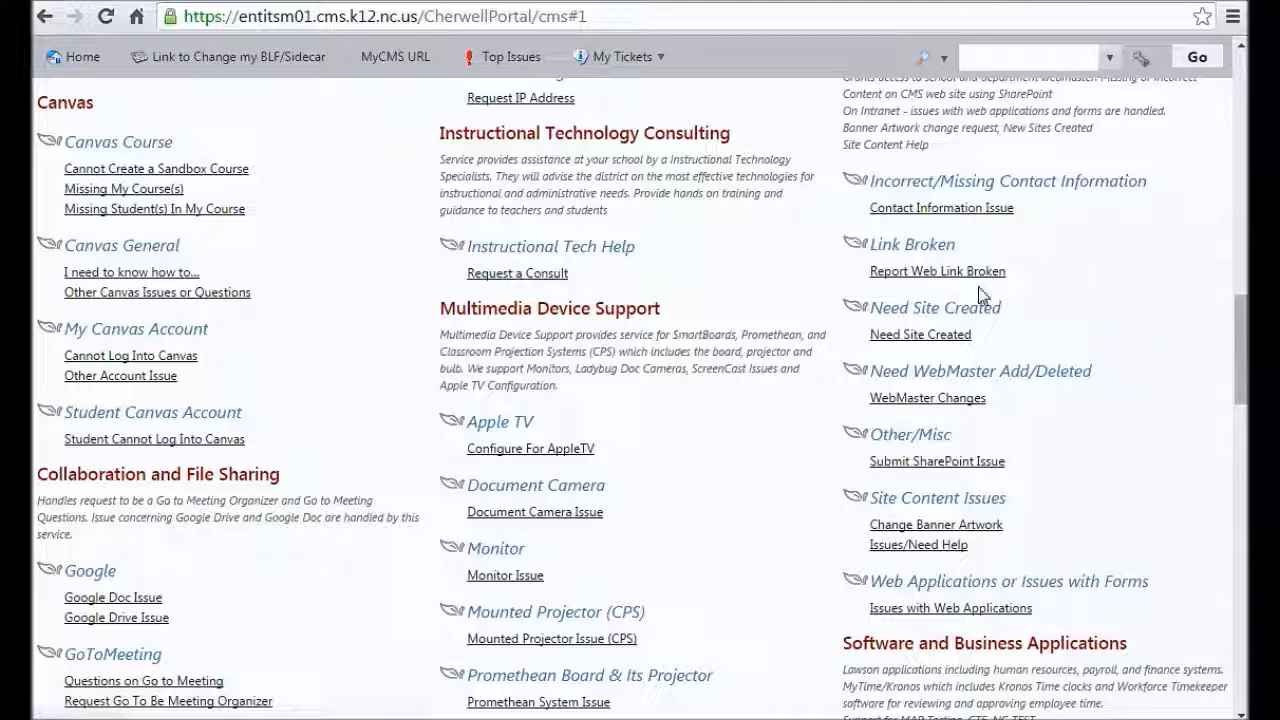 https://entitsm01.cms.k12.nc.us/CherwellPortal/cms#1
Home
Link to Change my BLF/Sidecar
MyCMS URL
Top Issues
My Tickets
Go
Canvas
Canvas Course
Cannot Create a Sandbox Course
Missing My Course(s)
Missing Student(s) In My Course
Canvas General
I need to know how to...
Other Canvas Issues or Questions
My Canvas Account
Cannot Log Into Canvas
Other Account Issue
Student Canvas Account
Student Cannot Log Into Canvas
Collaboration and File Sharing
Handles request to be a Go to Meeting Organizer and Go to Meeting
Questions. Issue concerning Google Drive and Google Doc are handled by this
service.
Google
Google Doc Issue
Google Drive Issue
GoToMeeting
Questions on Go to Meeting
Request Go To Be Meeting Organizer
Request IP Address
Instructional Technology Consulting
Service provides assistance at your school by a Instructional Technology
Specialists. They will advise the district on the most effective technologies for
instructional and administrative needs. Provide hands on training and
guidance to teachers and students
Instructional Tech Help
Request a Consult
Multimedia Device Support
Multimedia Device Support provides service for SmartBoards, Promethean, and
Classroom Projection Systems (CPS) which includes the board, projector and
bulb. We support Monitors, Ladybug Doc Cameras, ScreenCast Issues and
Apple TV Configuration.
Apple TV
Configure For AppleTV
Document Camera
Document Camera Issue
Monitor
Monitor Issue
Mounted Projector (CPS)
Mounted Projector Issue (CPS)
Promethean Board & Its Projector
Promethean System Issue
Grants access to school and department webmaster. Missing or Incorrect
Content on CMS web site using SharePoint
On Intranet - issues with web applications and forms are handled.
Banner Artwork change request, New Sites Created
Site Content Help
Incorrect/Missing Contact Information
Contact Information Issue
Link Broken
Report Web Link Broken
Need Site Created
Need Site Created
Need WebMaster Add/Deleted
WebMaster Changes
Other/Misc
Submit SharePoint Issue
Site Content Issues
Change Banner Artwork
Issues/Need Help
Web Applications or Issues with Forms
Issues with Web Applications
Software and Business Applications
Lawson applications including human resources, payroll, and finance systems.
MyTime/Kronos which includes Kronos Time clocks and Workforce Timekeeper
software for reviewing and approving employee time.
Support for MAP Testing, CTE, NC TEST